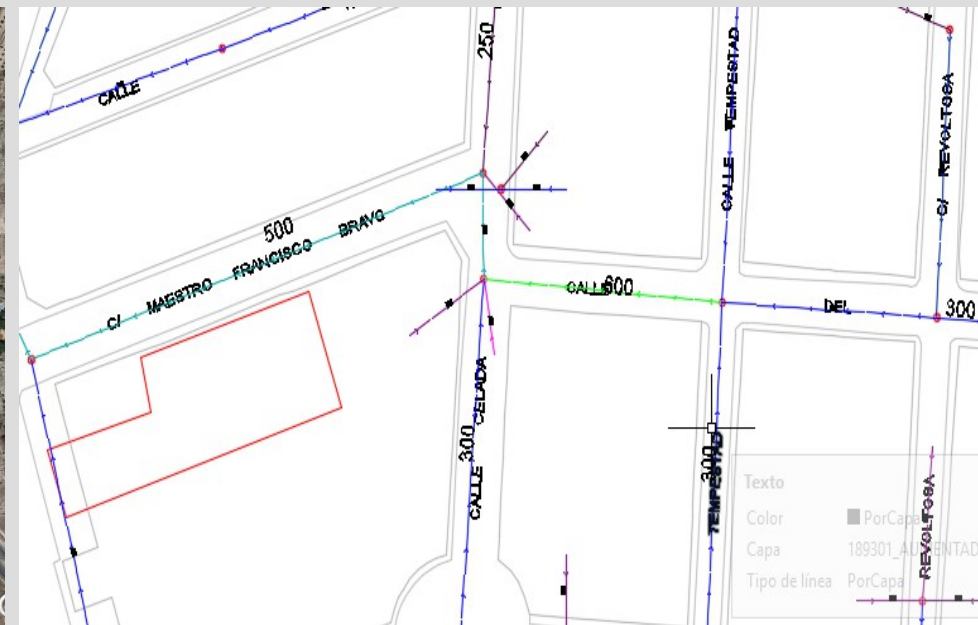 250
CALLE
CALLE TEMPESTAD
C/ REVOLTOSA
500
C/ MAESTRO FRANCISCO BRAVO
CALLE
600
DEL
300
CALLE CELADA
300
300
TEMPESTAD
REVOLTOSA
Texto
Color PorCapa
Capa 189301_AU
Tipo de línea PorCapa